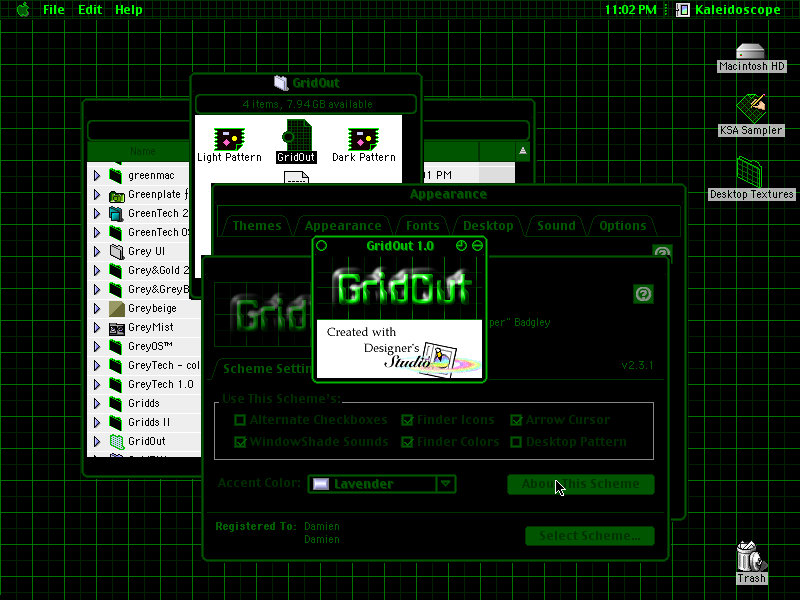 File Edit Help
11:02 PM
Kaleidoscope
Macintosh HD
KSA Sampler
Desktop Textures
Trash
GridOut
4 items, 7.94 GB available
Light Pattern
GridOut
Dark Pattern
Name
1 PM
greenmac
Greenplate
GreenTech 2
GreenTech OS
Grey UI
Grey&Gold 2
Grey&GreyB
Greybeige
GreyMist
GreyOS™
GreyTech - col
GreyTech 1.0
Gridds
Gridds II
GridOut
Appearance
Themes Appearance Fonts Desktop Sound Options
GridOut 1.0
GridOut
Created with
Designer's
Studio
per" Badgley
v2.3.1
Scheme Settin
Use This Scheme's:
Alternate Checkboxes Finder Icons Arrow Cursor
WindowShade Sounds Finder Colors Desktop Pattern
Accent Color: Lavender
About This Scheme
Registered To: Damien
Damien
Select Scheme...